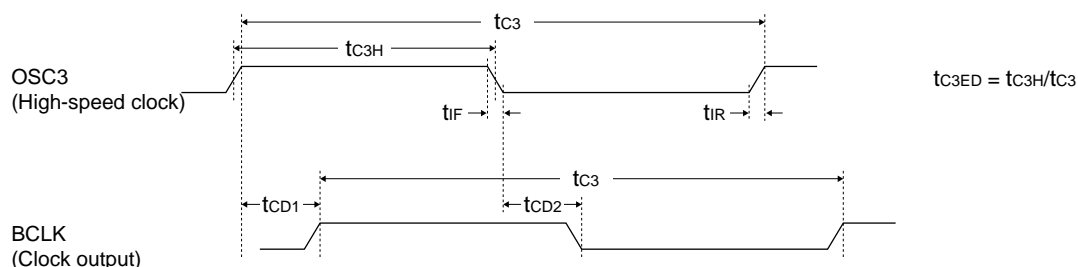 tC3
tC3H
OSC3
(High-speed clock)
tC3ED = tC3H/tC3
tIF
tIR
tC3
tCD1
tCD2
BCLK
(Clock output)